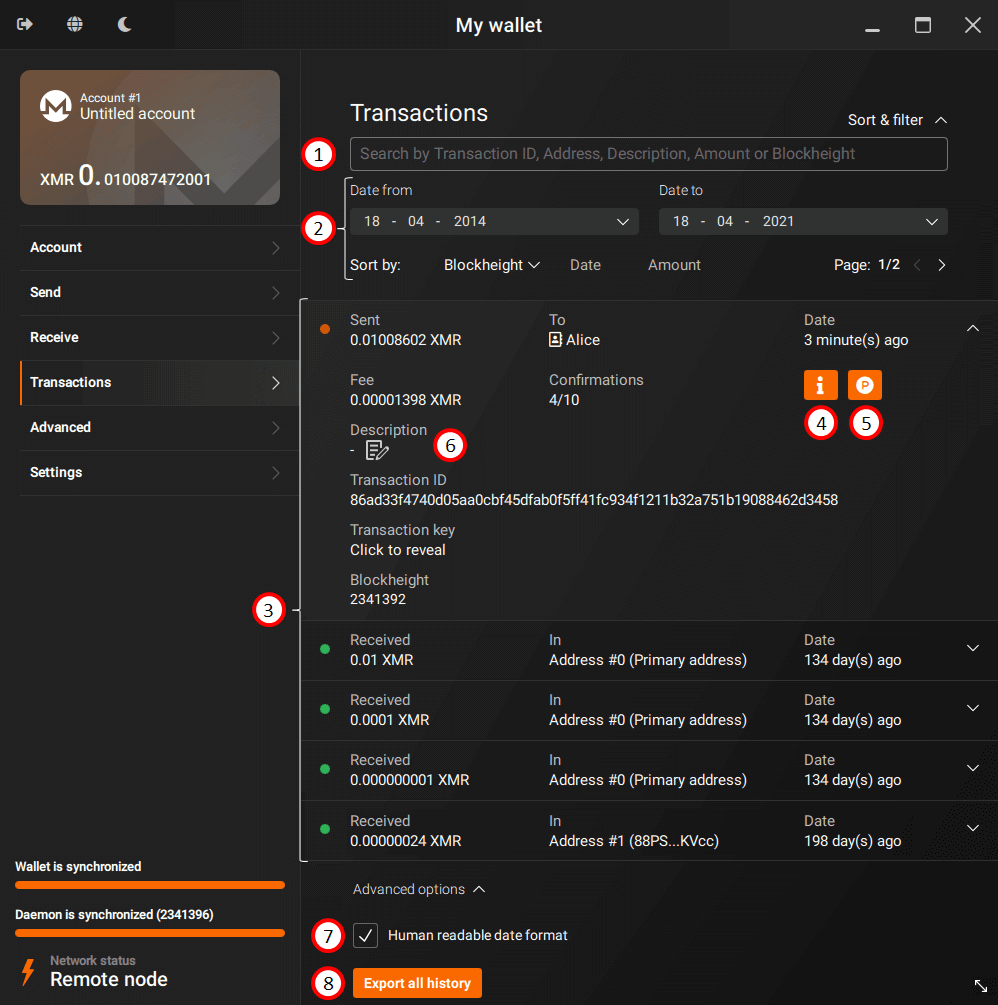 My wallet
Account #1
Untitled account
XMR 0.010087472001
Account
Send
Receive
Transactions
Advanced
Settings
Wallet is synchronized
Daemon is synchronized (2341396)
Network status
Remote node
Transactions
Sort & filter
1
Search by Transaction ID, Address, Description, Amount or Blockheight
Date from Date to
2
18 - 04 - 2014 18 - 04 - 2021
Sort by: Blockheight Date Amount Page: 1/2
3
Sent To Date
0.01008602 XMR Alice 3 minute(s) ago
Fee Confirmations
0.00001398 XMR 4/10
P
4 5
Description
- 6
Transaction ID
86ad33f4740d05aa0cbf45dfab0f5ff41fc934f1211b32a751b19088462d3458
Transaction key
Click to reveal
Blockheight
2341392
Received In Date
0.01 XMR Address #0 (Primary address) 134 day(s) ago
Received In Date
0.0001 XMR Address #0 (Primary address) 134 day(s) ago
Received In Date
0.000000001 XMR Address #0 (Primary address) 134 day(s) ago
Received In Date
0.00000024 XMR Address #1 (88PS...KVcc) 198 day(s) ago
Advanced options
7 Human readable date format
8 Export all history